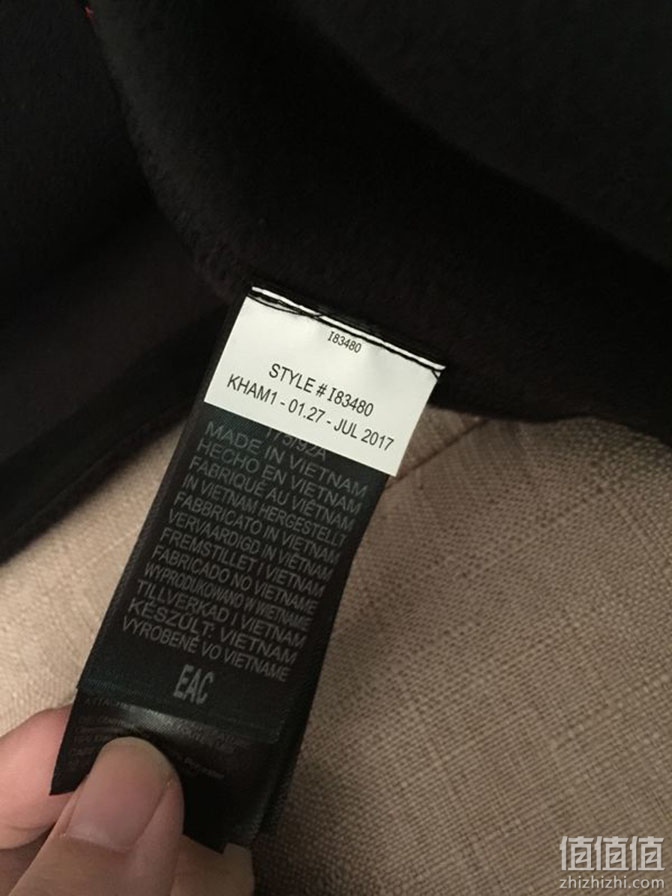 I83480
STYLE # I83480
KHAM1 - 01.27 - JUL 2017
175/92A
MADE IN VIETNAM
HECHO EN VIETNAM
FABRIQUÉ AU VIETNAM
IN VIETNAM HERGESTELLT
FABBRICATO IN VIETNAM
VERVAARDIGD IN VIETNAM
FREMSTILLET I VIETNAM
FABRICADO NO VIETNAME
WYPRODUKOWANO W WIETNAMIE
TILLVERKAD I VIETNAM
KÉSZÜLT: VIETNAM
VYROBENÉ VO VIETNAME
EAC
值值值
zhizhizhi.com